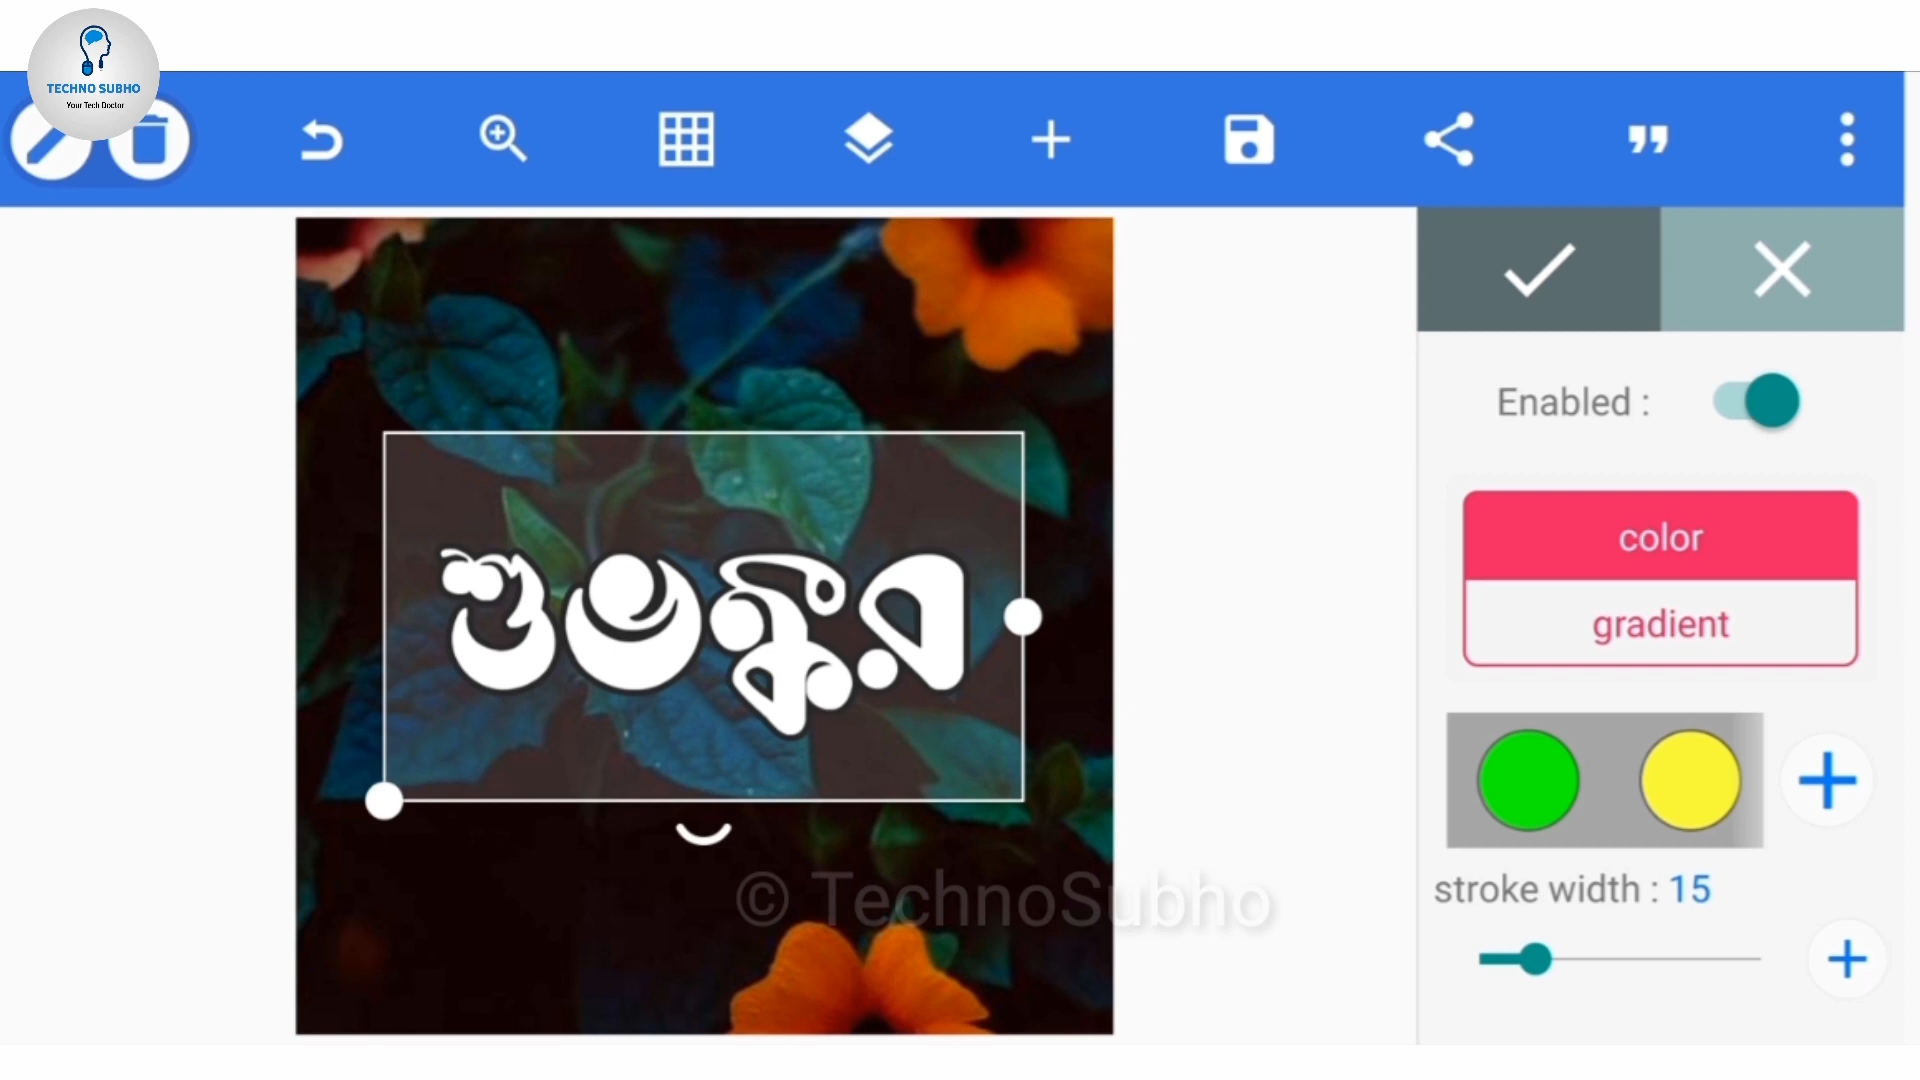 TECHNO SUBHO
Your Tech Doctor
Enabled :
color
gradient
শুভঙ্কর
stroke width : 15
© TechnoSubho